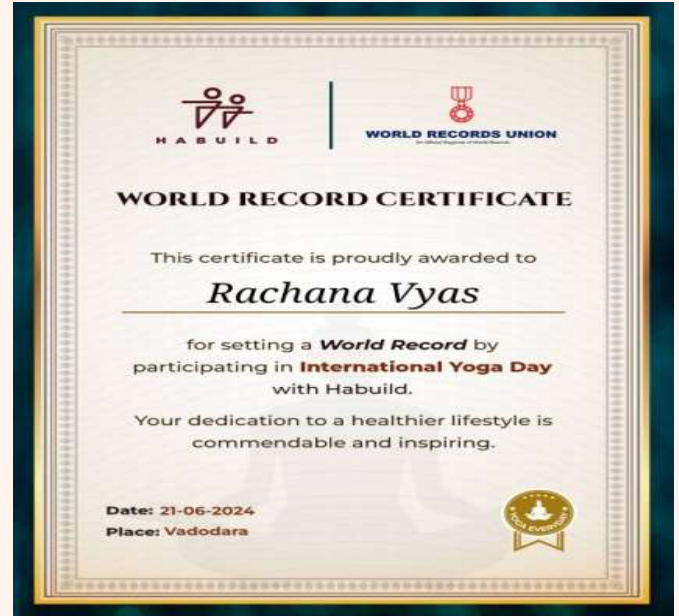 HABUILD
WORLD RECORDS UNION
WORLD RECORD CERTIFICATE
This certificate is proudly awarded to
Rachana Vyas
for setting a World Record by
participating in International Yoga Day
with Habuild.
Your dedication to a healthier lifestyle is
commendable and inspiring.
Date: 21-06-2024
Place: Vadodara
YOGA EVERYDAY